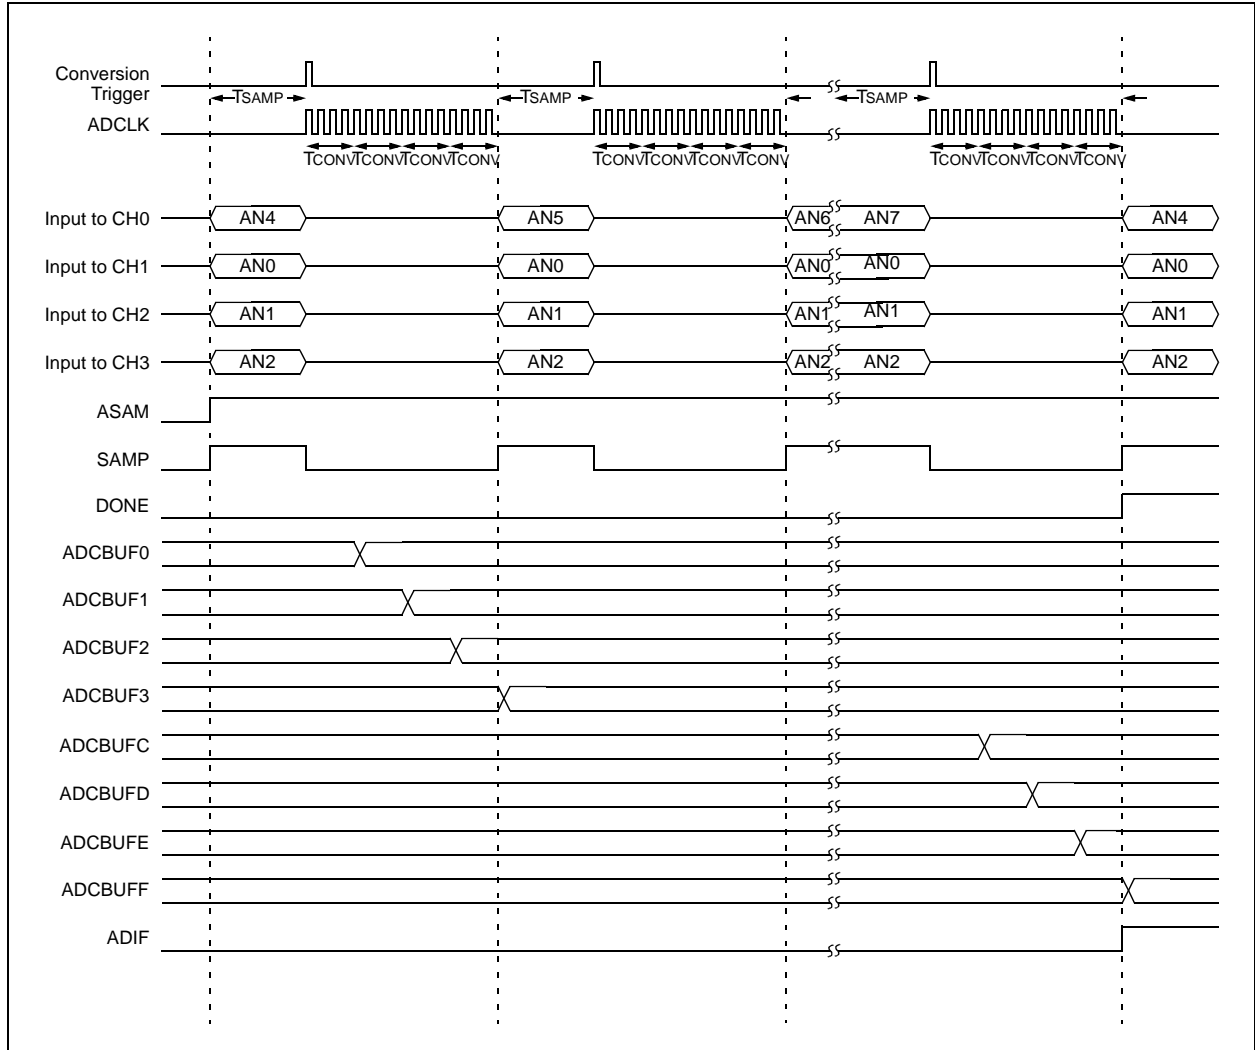 Conversion
Trigger
TSAMP TSAMP TSAMP
ADCLK
TCONV TCONV TCONV TCONV TCONV TCONV TCONV TCONV TCONV TCONV TCONV TCONV
Input to CH0 AN4 AN5 AN6 AN7 AN4
Input to CH1 AN0 AN0 AN0 AN0 AN0
Input to CH2 AN1 AN1 AN1 AN1 AN1
Input to CH3 AN2 AN2 AN2 AN2 AN2
ASAM
SAMP
DONE
ADCBUF0
ADCBUF1
ADCBUF2
ADCBUF3
ADCBUFC
ADCBUFD
ADCBUFE
ADCBUFF
ADIF